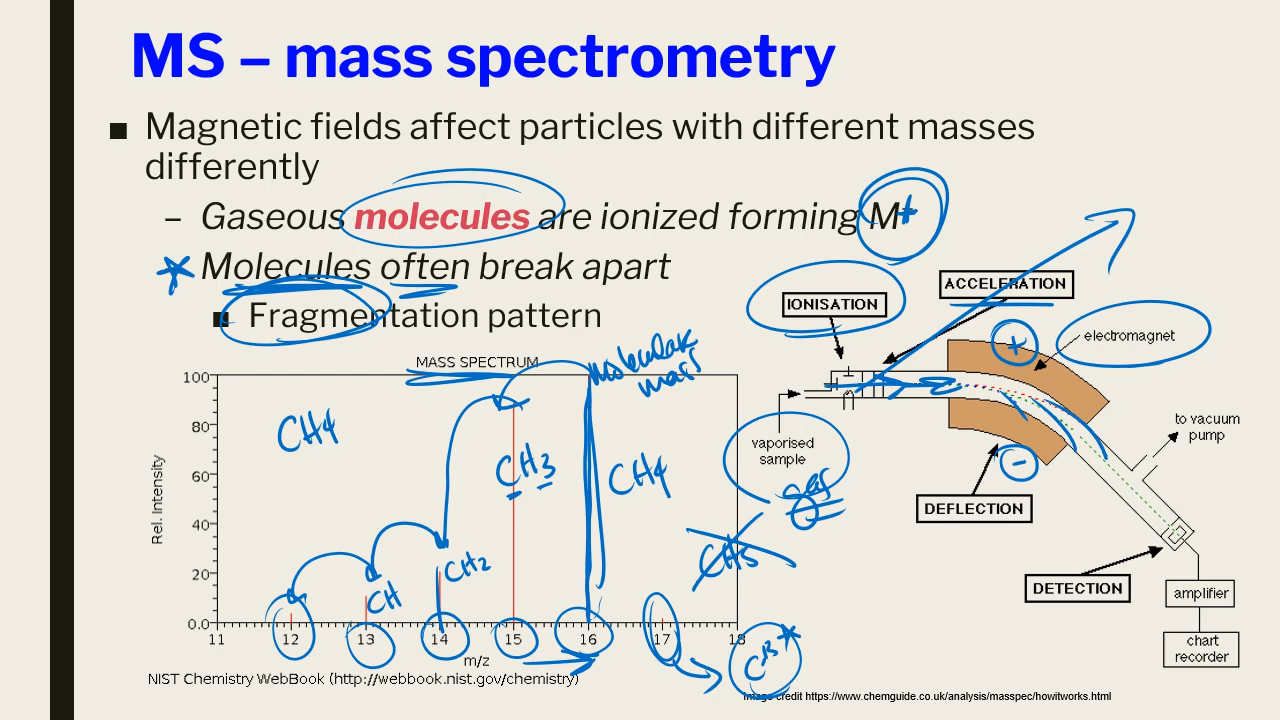 MS – mass spectrometry
■ Magnetic fields affect particles with different masses
differently
– Gaseous molecules are ionized forming M+
Molecules often break apart
■ Fragmentation pattern
MASS SPECTRUM
molecular
mass
CH4
CH3
CH4
CH2
CH
CH5
C13*
100
80
60
40
20
0.0
Rel. Intensity
11 12 13 14 15 16 17 18
m/z
NIST Chemistry WebBook (http://webbook.nist.gov/chemistry)
IONISATION
ACCELERATION
+
electromagnet
vaporised
sample
gas
-
DEFLECTION
to vacuum
pump
DETECTION
amplifier
chart
recorder
Image credit https://www.chemguide.co.uk/analysis/masspec/howitworks.html